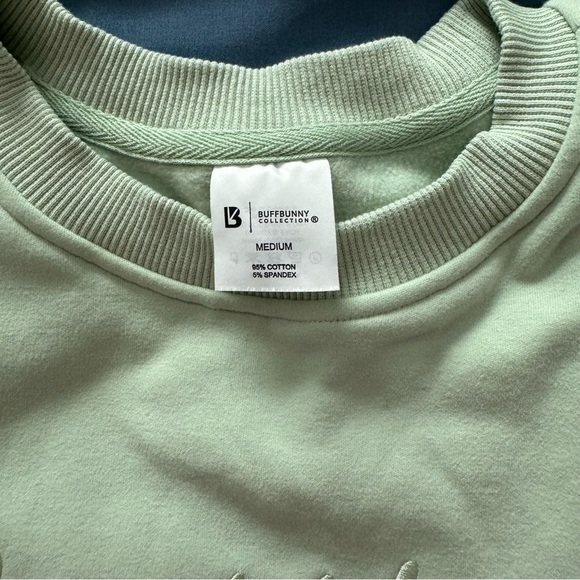 BUFFBUNNY
COLLECTION®
MEDIUM
95% COTTON
5% SPANDEX